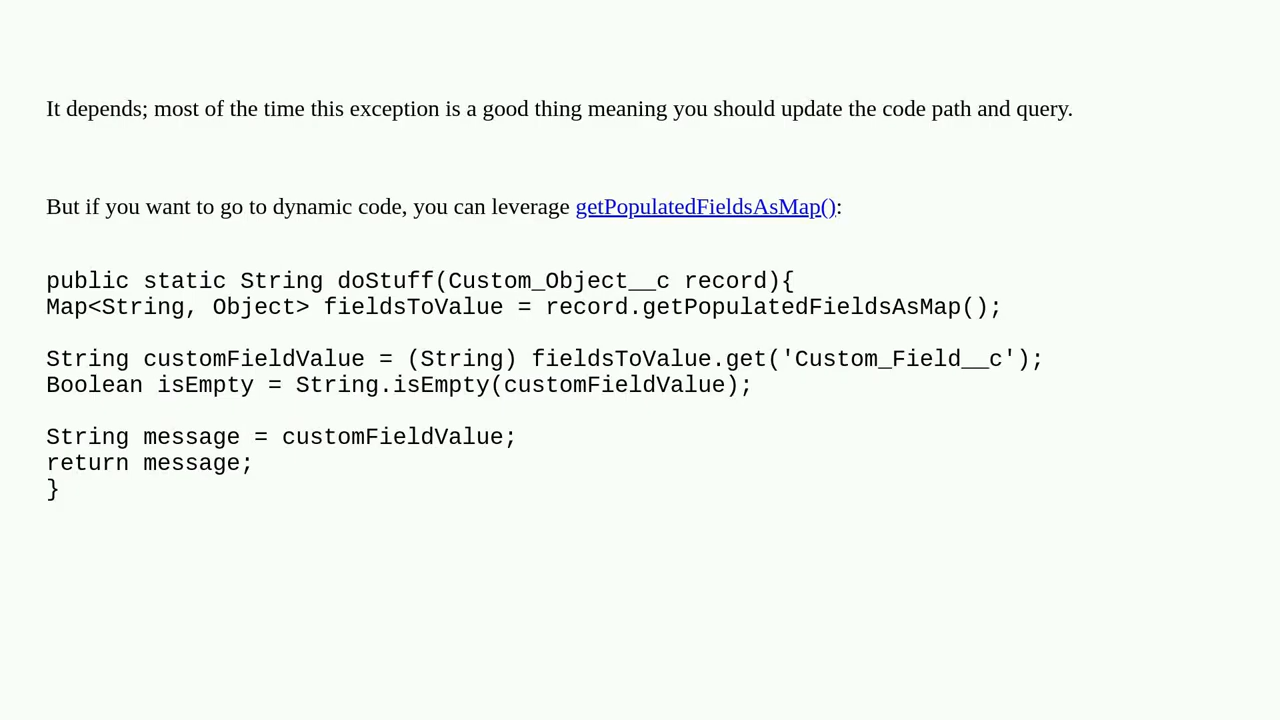 It depends; most of the time this exception is a good thing meaning you should update the code path and query.
But if you want to go to dynamic code, you can leverage getPopulatedFieldsAsMap():
public static String doStuff(Custom_Object__c record){
Map<String, Object> fieldsToValue = record.getPopulatedFieldsAsMap();
String customFieldValue = (String) fieldsToValue.get('Custom_Field__c');
Boolean isEmpty = String.isEmpty(customFieldValue);
String message = customFieldValue;
return message;
}